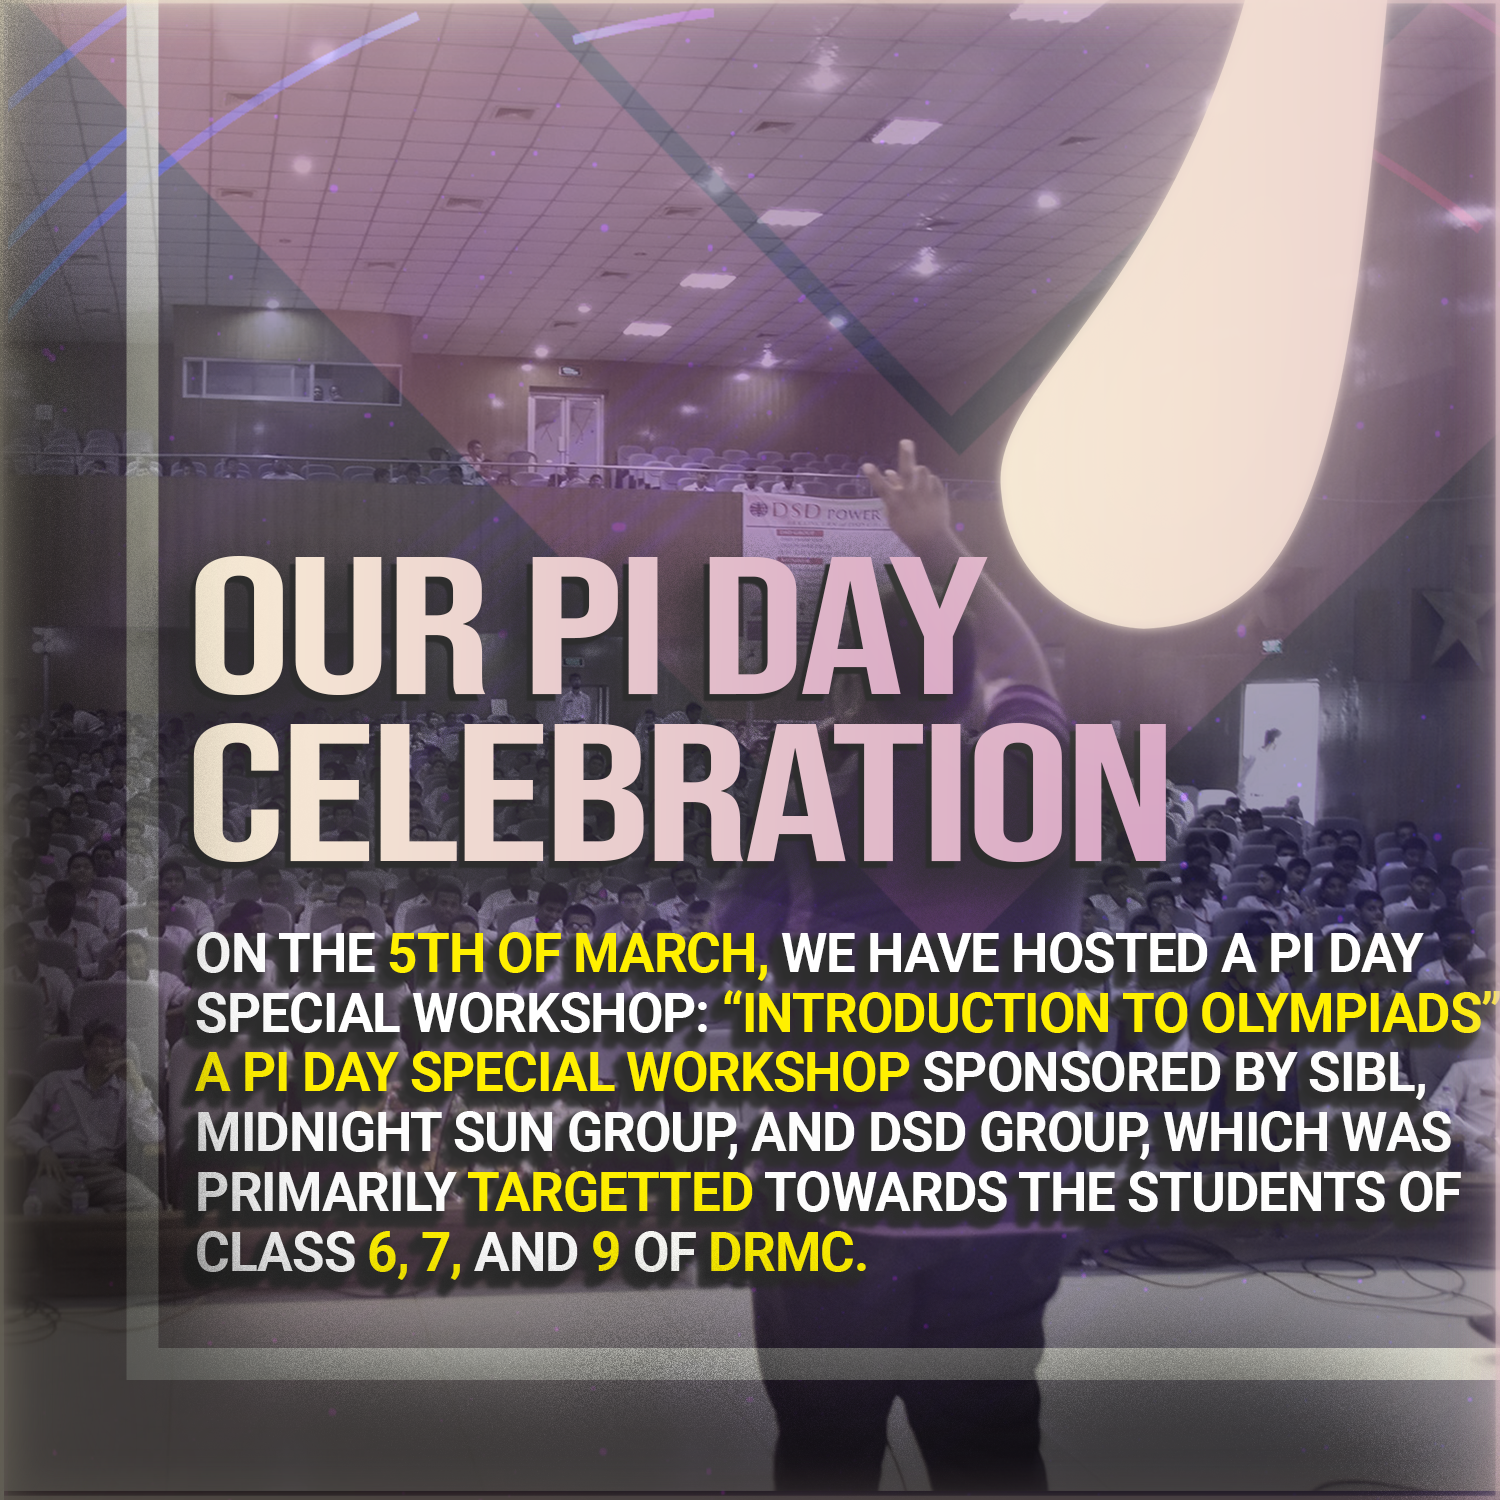 DSD POWER
OUR PI DAY
CELEBRATION
ON THE 5TH OF MARCH, WE HAVE HOSTED A PI DAY
SPECIAL WORKSHOP: “INTRODUCTION TO OLYMPIADS”
A PI DAY SPECIAL WORKSHOP SPONSORED BY SIBL,
MIDNIGHT SUN GROUP, AND DSD GROUP, WHICH WAS
PRIMARILY TARGETTED TOWARDS THE STUDENTS OF
CLASS 6, 7, AND 9 OF DRMC.